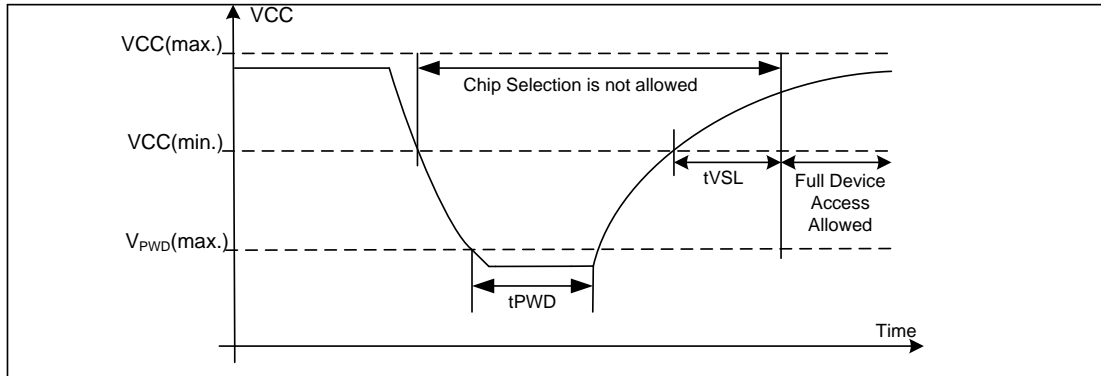 VCC
VCC(max.)
Chip Selection is not allowed
VCC(min.)
tVSL
Full Device
Access
Allowed
VPWD(max.)
tPWD
Time